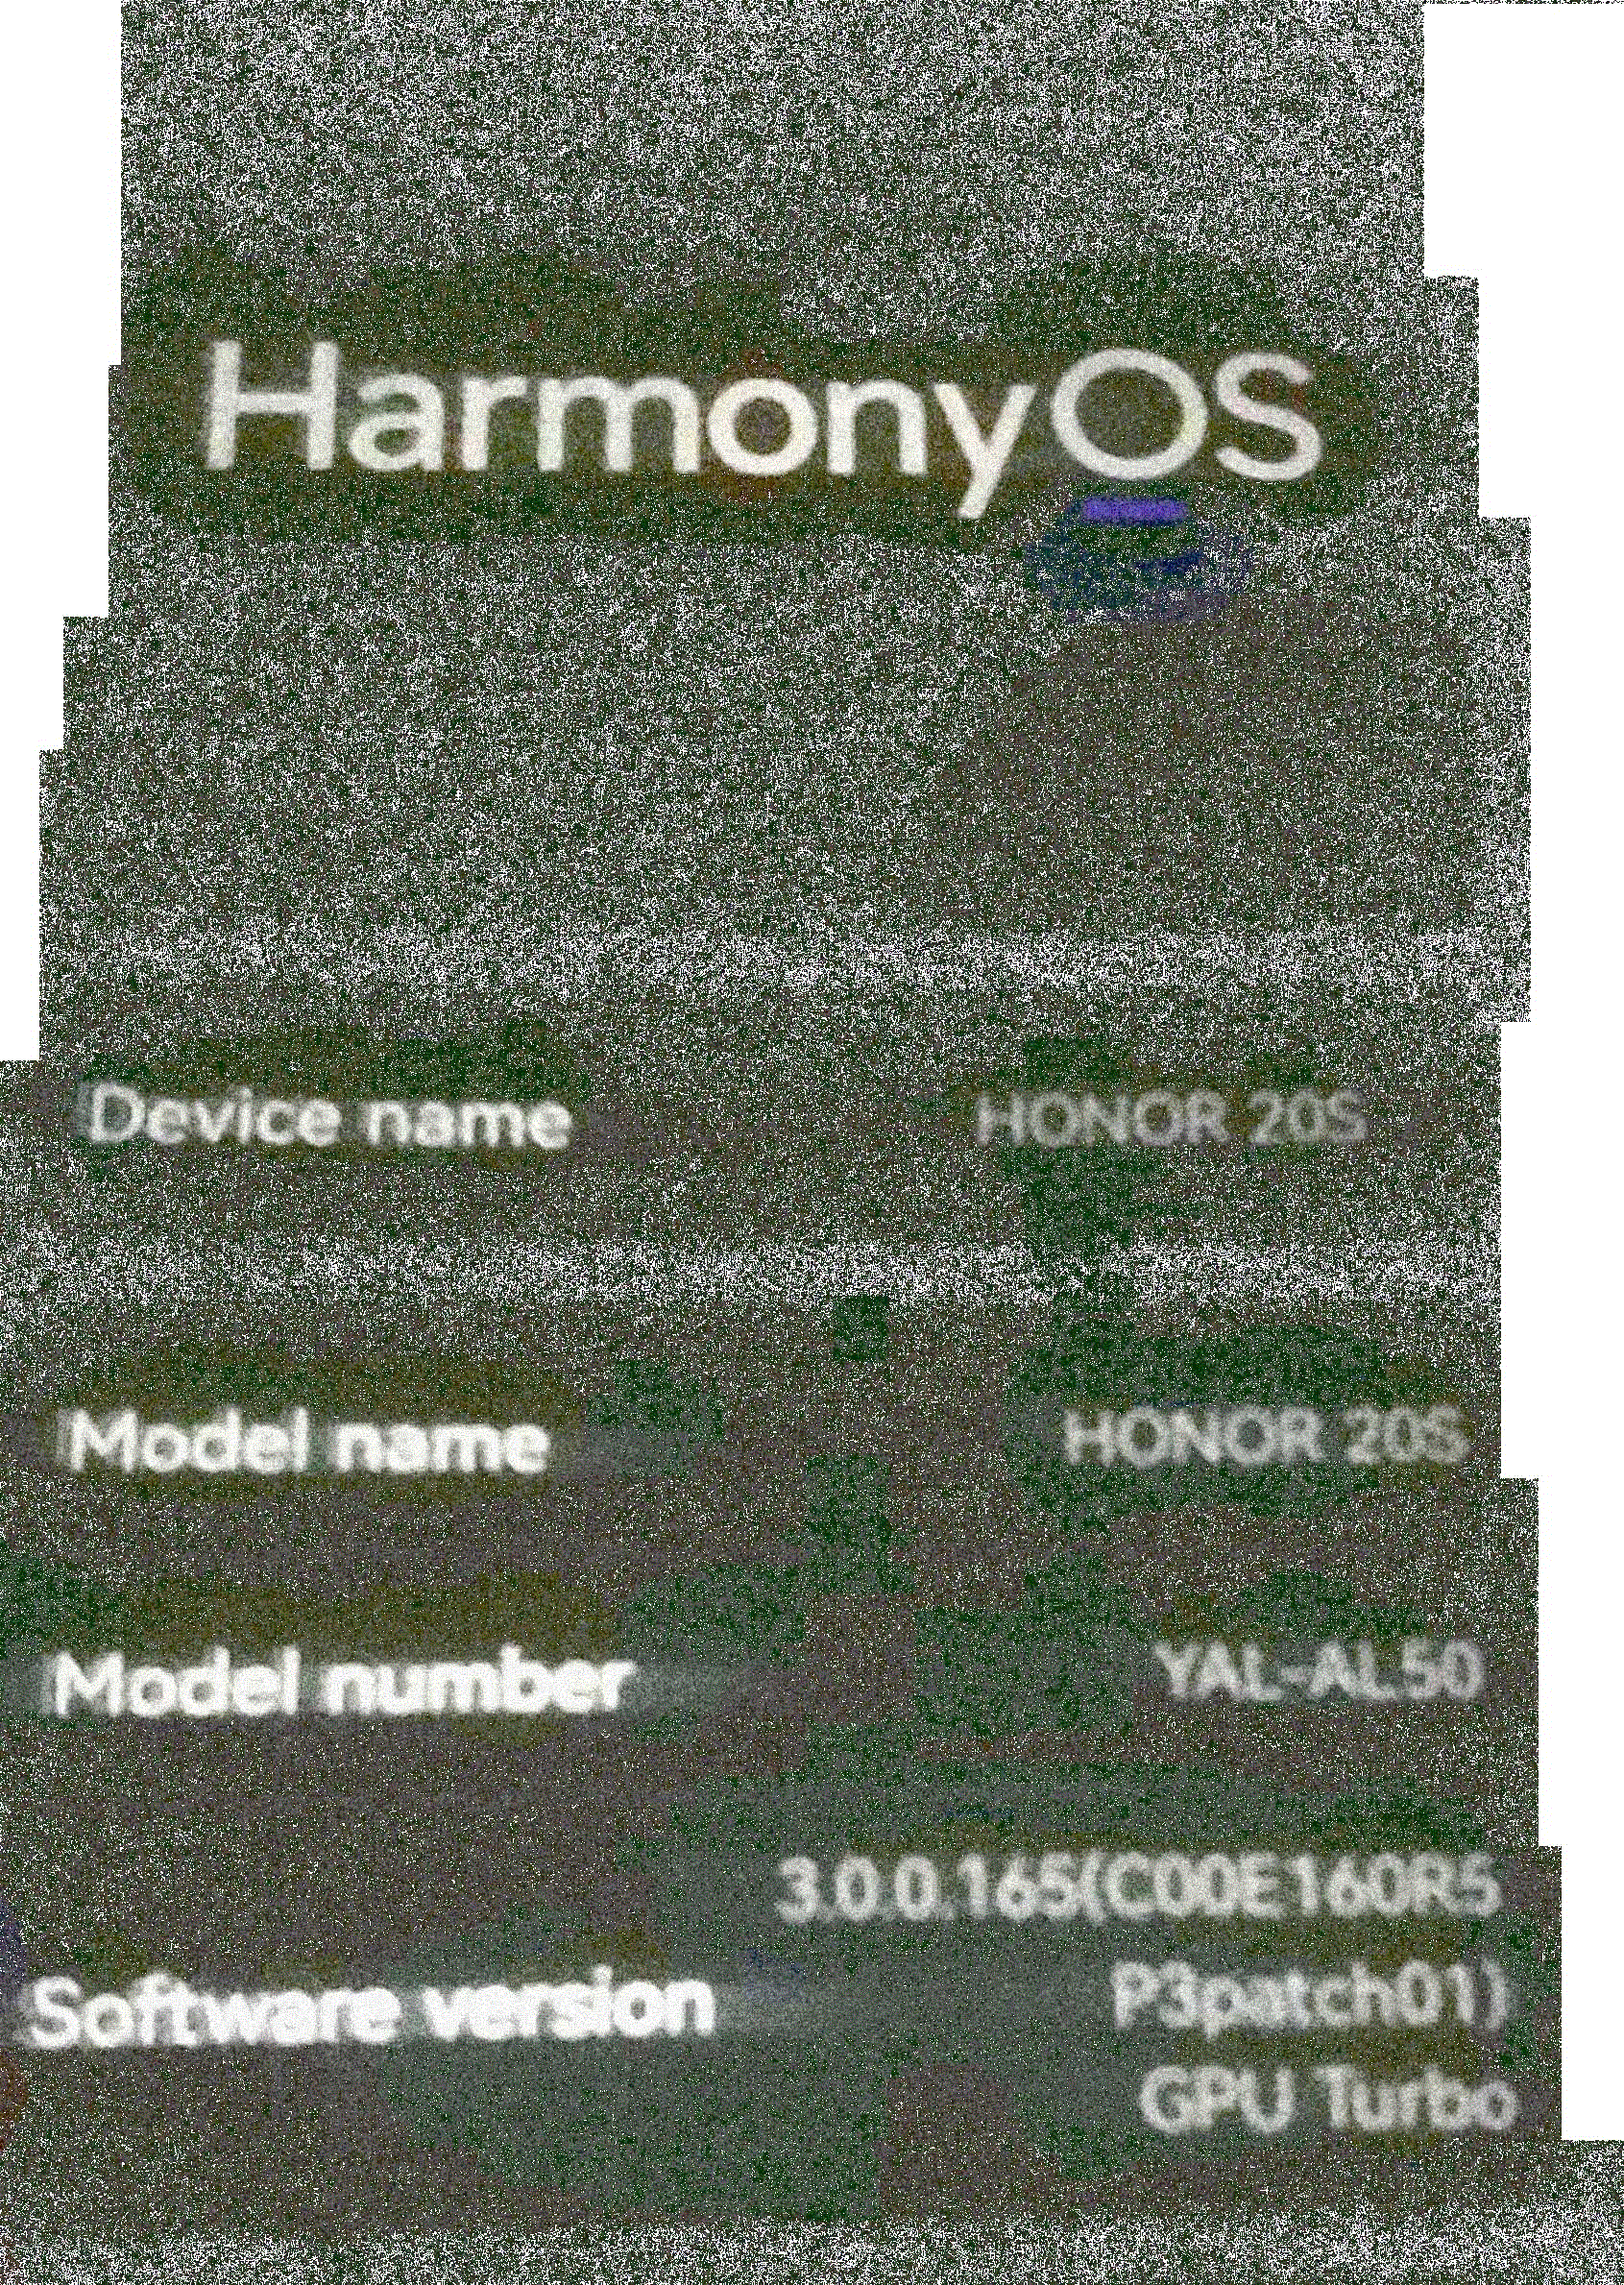 HarmonyOS
Device name HONOR 20S
Model name HONOR 20S
Model number YAL-AL50
3.0.0.165(C00E160R5
Software version P3patch01)
GPU Turbo